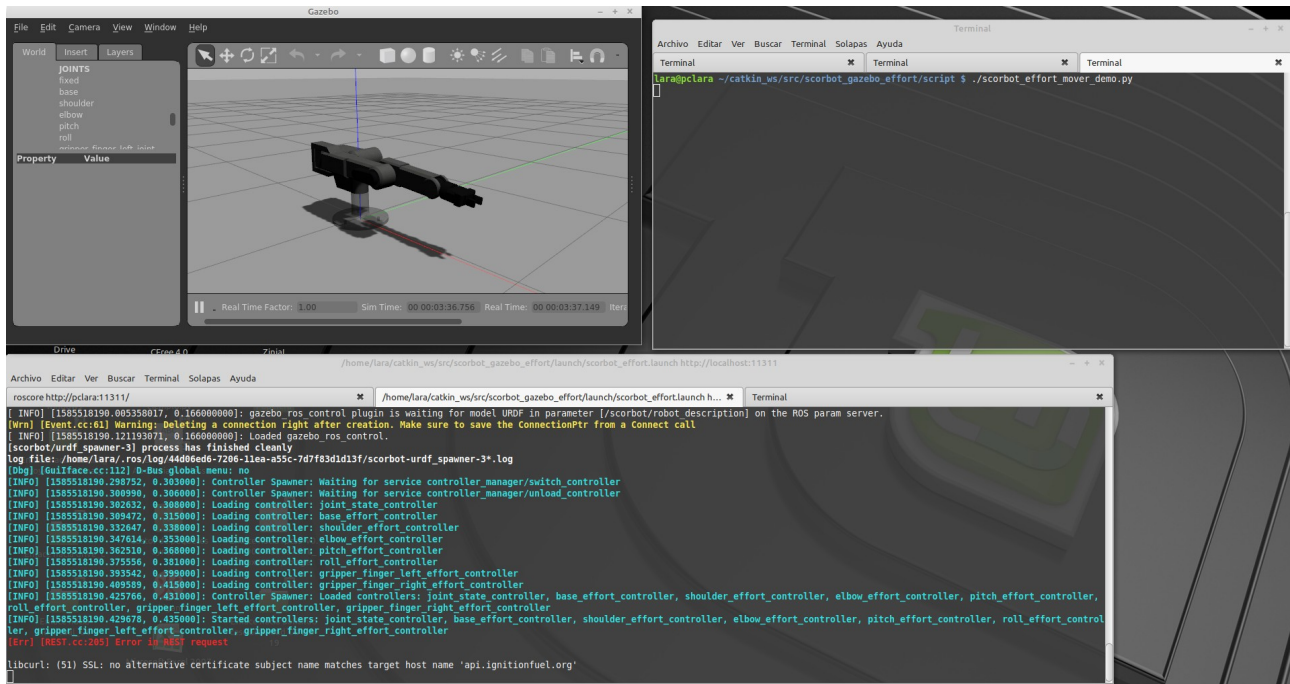 Gazebo
File Edit Camera View Window Help
World Insert Layers
JOINTS
fixed
base
shoulder
elbow
pitch
roll
gripper_finger_left_joint
Property Value
Real Time Factor: 1.00 Sim Time: 00 00:03:36.756 Real Time: 00 00:03:37.149 Itera
Terminal
Archivo Editar Ver Buscar Terminal Solapas Ayuda
Terminal Terminal Terminal
lara@pclara ~/catkin_ws/src/scorbot_gazebo_effort/script $ ./scorbot_effort_mover_demo.py
Drive CFree 4.0 Zinjal
/home/lara/catkin_ws/src/scorbot_gazebo_effort/launch/scorbot_effort.launch http://localhost:11311
Archivo Editar Ver Buscar Terminal Solapas Ayuda
roscore http://pclara:11311/ /home/lara/catkin_ws/src/scorbot_gazebo_effort/launch/scorbot_effort.launch h... Terminal
[ INFO] [1585518190.005358017, 0.166000000]: gazebo_ros_control plugin is waiting for model URDF in parameter [/scorbot/robot_description] on the ROS param server.
[Wrn] [Event.cc:61] Warning: Deleting a connection right after creation. Make sure to save the ConnectionPtr from a Connect call
[ INFO] [1585518190.121193071, 0.166000000]: Loaded gazebo_ros_control.
[scorbot/urdf_spawner-3] process has finished cleanly
log file: /home/lara/.ros/log/44d06ed6-7206-11ea-a55c-7d7f83d1d13f/scorbot-urdf_spawner-3*.log
[Dbg] [GuiIface.cc:112] D-Bus global menu: no
[INFO] [1585518190.298752, 0.303000]: Controller Spawner: Waiting for service controller_manager/switch_controller
[INFO] [1585518190.300990, 0.306000]: Controller Spawner: Waiting for service controller_manager/unload_controller
[INFO] [1585518190.302632, 0.308000]: Loading controller: joint_state_controller
[INFO] [1585518190.309472, 0.315000]: Loading controller: base_effort_controller
[INFO] [1585518190.332647, 0.338000]: Loading controller: shoulder_effort_controller
[INFO] [1585518190.347614, 0.353000]: Loading controller: elbow_effort_controller
[INFO] [1585518190.362510, 0.368000]: Loading controller: pitch_effort_controller
[INFO] [1585518190.375556, 0.381000]: Loading controller: roll_effort_controller
[INFO] [1585518190.393542, 0.399000]: Loading controller: gripper_finger_left_effort_controller
[INFO] [1585518190.409589, 0.415000]: Loading controller: gripper_finger_right_effort_controller
[INFO] [1585518190.425766, 0.431000]: Controller Spawner: Loaded controllers: joint_state_controller, base_effort_controller, shoulder_effort_controller, elbow_effort_controller, pitch_effort_controller,
roll_effort_controller, gripper_finger_left_effort_controller, gripper_finger_right_effort_controller
[INFO] [1585518190.429678, 0.435000]: Started controllers: joint_state_controller, base_effort_controller, shoulder_effort_controller, elbow_effort_controller, pitch_effort_controller, roll_effort_control
ler, gripper_finger_left_effort_controller, gripper_finger_right_effort_controller
[Err] [REST.cc:205] Error in REST request
libcurl: (51) SSL: no alternative certificate subject name matches target host name 'api.ignitionfuel.org'